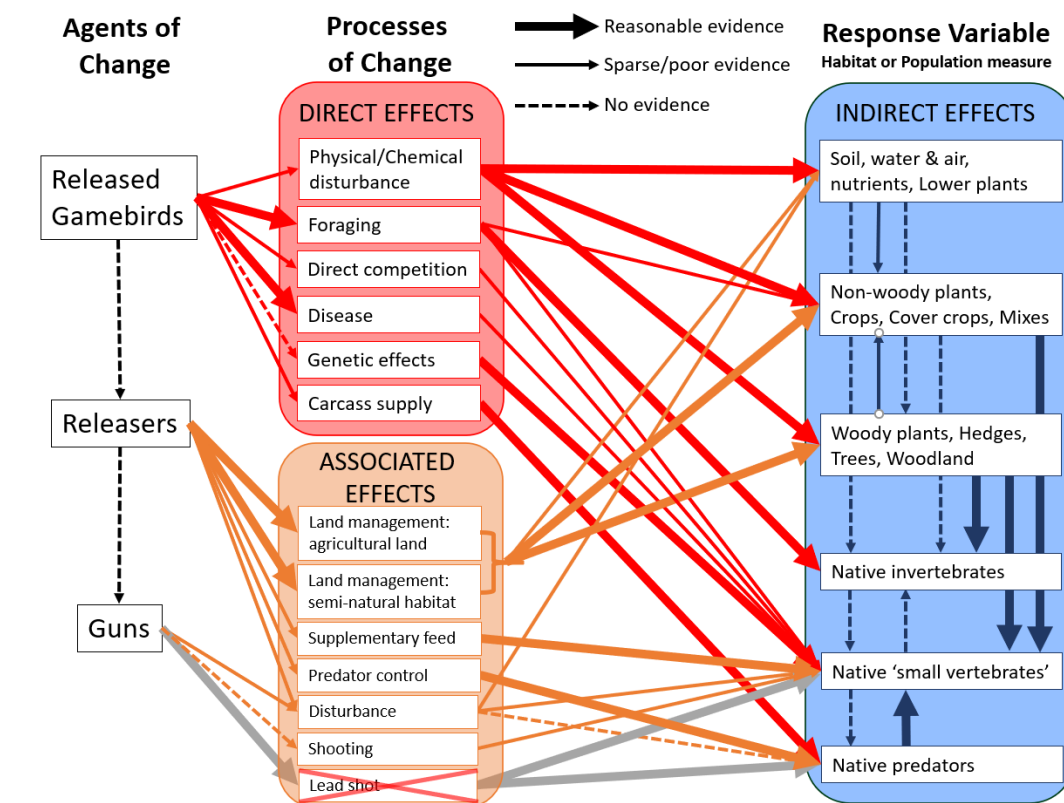 Agents of
Change
Processes
of Change
Reasonable evidence
Sparse/poor evidence
No evidence
Response Variable
Habitat or Population measure
Released
Gamebirds
Releasers
Guns
DIRECT EFFECTS
Physical/Chemical
disturbance
Foraging
Direct competition
Disease
Genetic effects
Carcass supply
ASSOCIATED
EFFECTS
Land management:
agricultural land
Land management:
semi-natural habitat
Supplementary feed
Predator control
Disturbance
Shooting
Lead shot
INDIRECT EFFECTS
Soil, water & air,
nutrients, Lower plants
Non-woody plants,
Crops, Cover crops, Mixes
Woody plants, Hedges,
Trees, Woodland
Native invertebrates
Native ‘small vertebrates’
Native predators